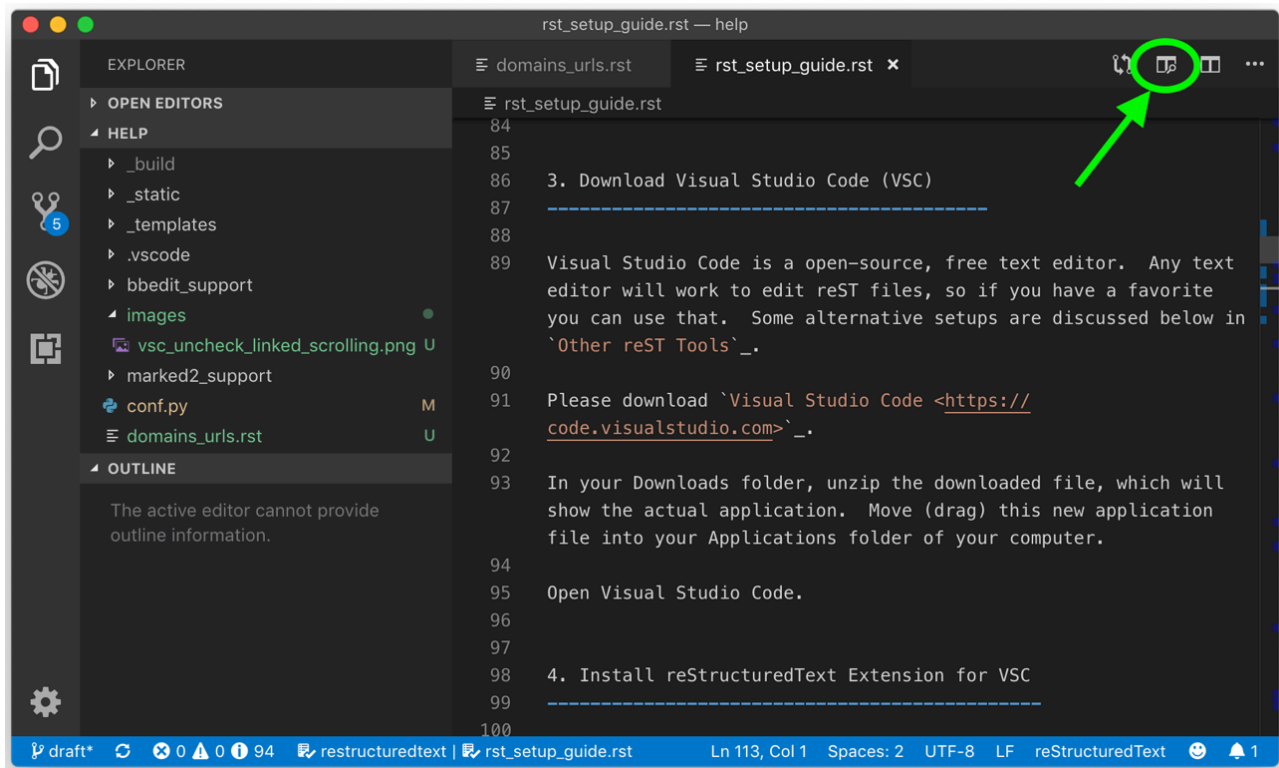 rst_setup_guide.rst — help
EXPLORER
OPEN EDITORS
HELP
_build
_static
_templates
.vscode
bbedit_support
images
vsc_uncheck_linked_scrolling.png U
marked2_support
conf.py M
domains_urls.rst U
OUTLINE
The active editor cannot provide
outline information.
5
domains_urls.rst rst_setup_guide.rst ×
rst_setup_guide.rst
84
85
86 3. Download Visual Studio Code (VSC)
87 -----------------------------------------
88
89 Visual Studio Code is a open-source, free text editor.  Any text
editor will work to edit reST files, so if you have a favorite
you can use that.  Some alternative setups are discussed below in
`Other reST Tools`_.
90
91 Please download `Visual Studio Code <https://
code.visualstudio.com>`_.
92
93 In your Downloads folder, unzip the downloaded file, which will
show the actual application.  Move (drag) this new application
file into your Applications folder of your computer.
94
95 Open Visual Studio Code.
96
97
98 4. Install reStructuredText Extension for VSC
99 ----------------------------------------------
100
draft* 0 0 94 restructuredtext | rst_setup_guide.rst Ln 113, Col 1 Spaces: 2 UTF-8 LF reStructuredText 1